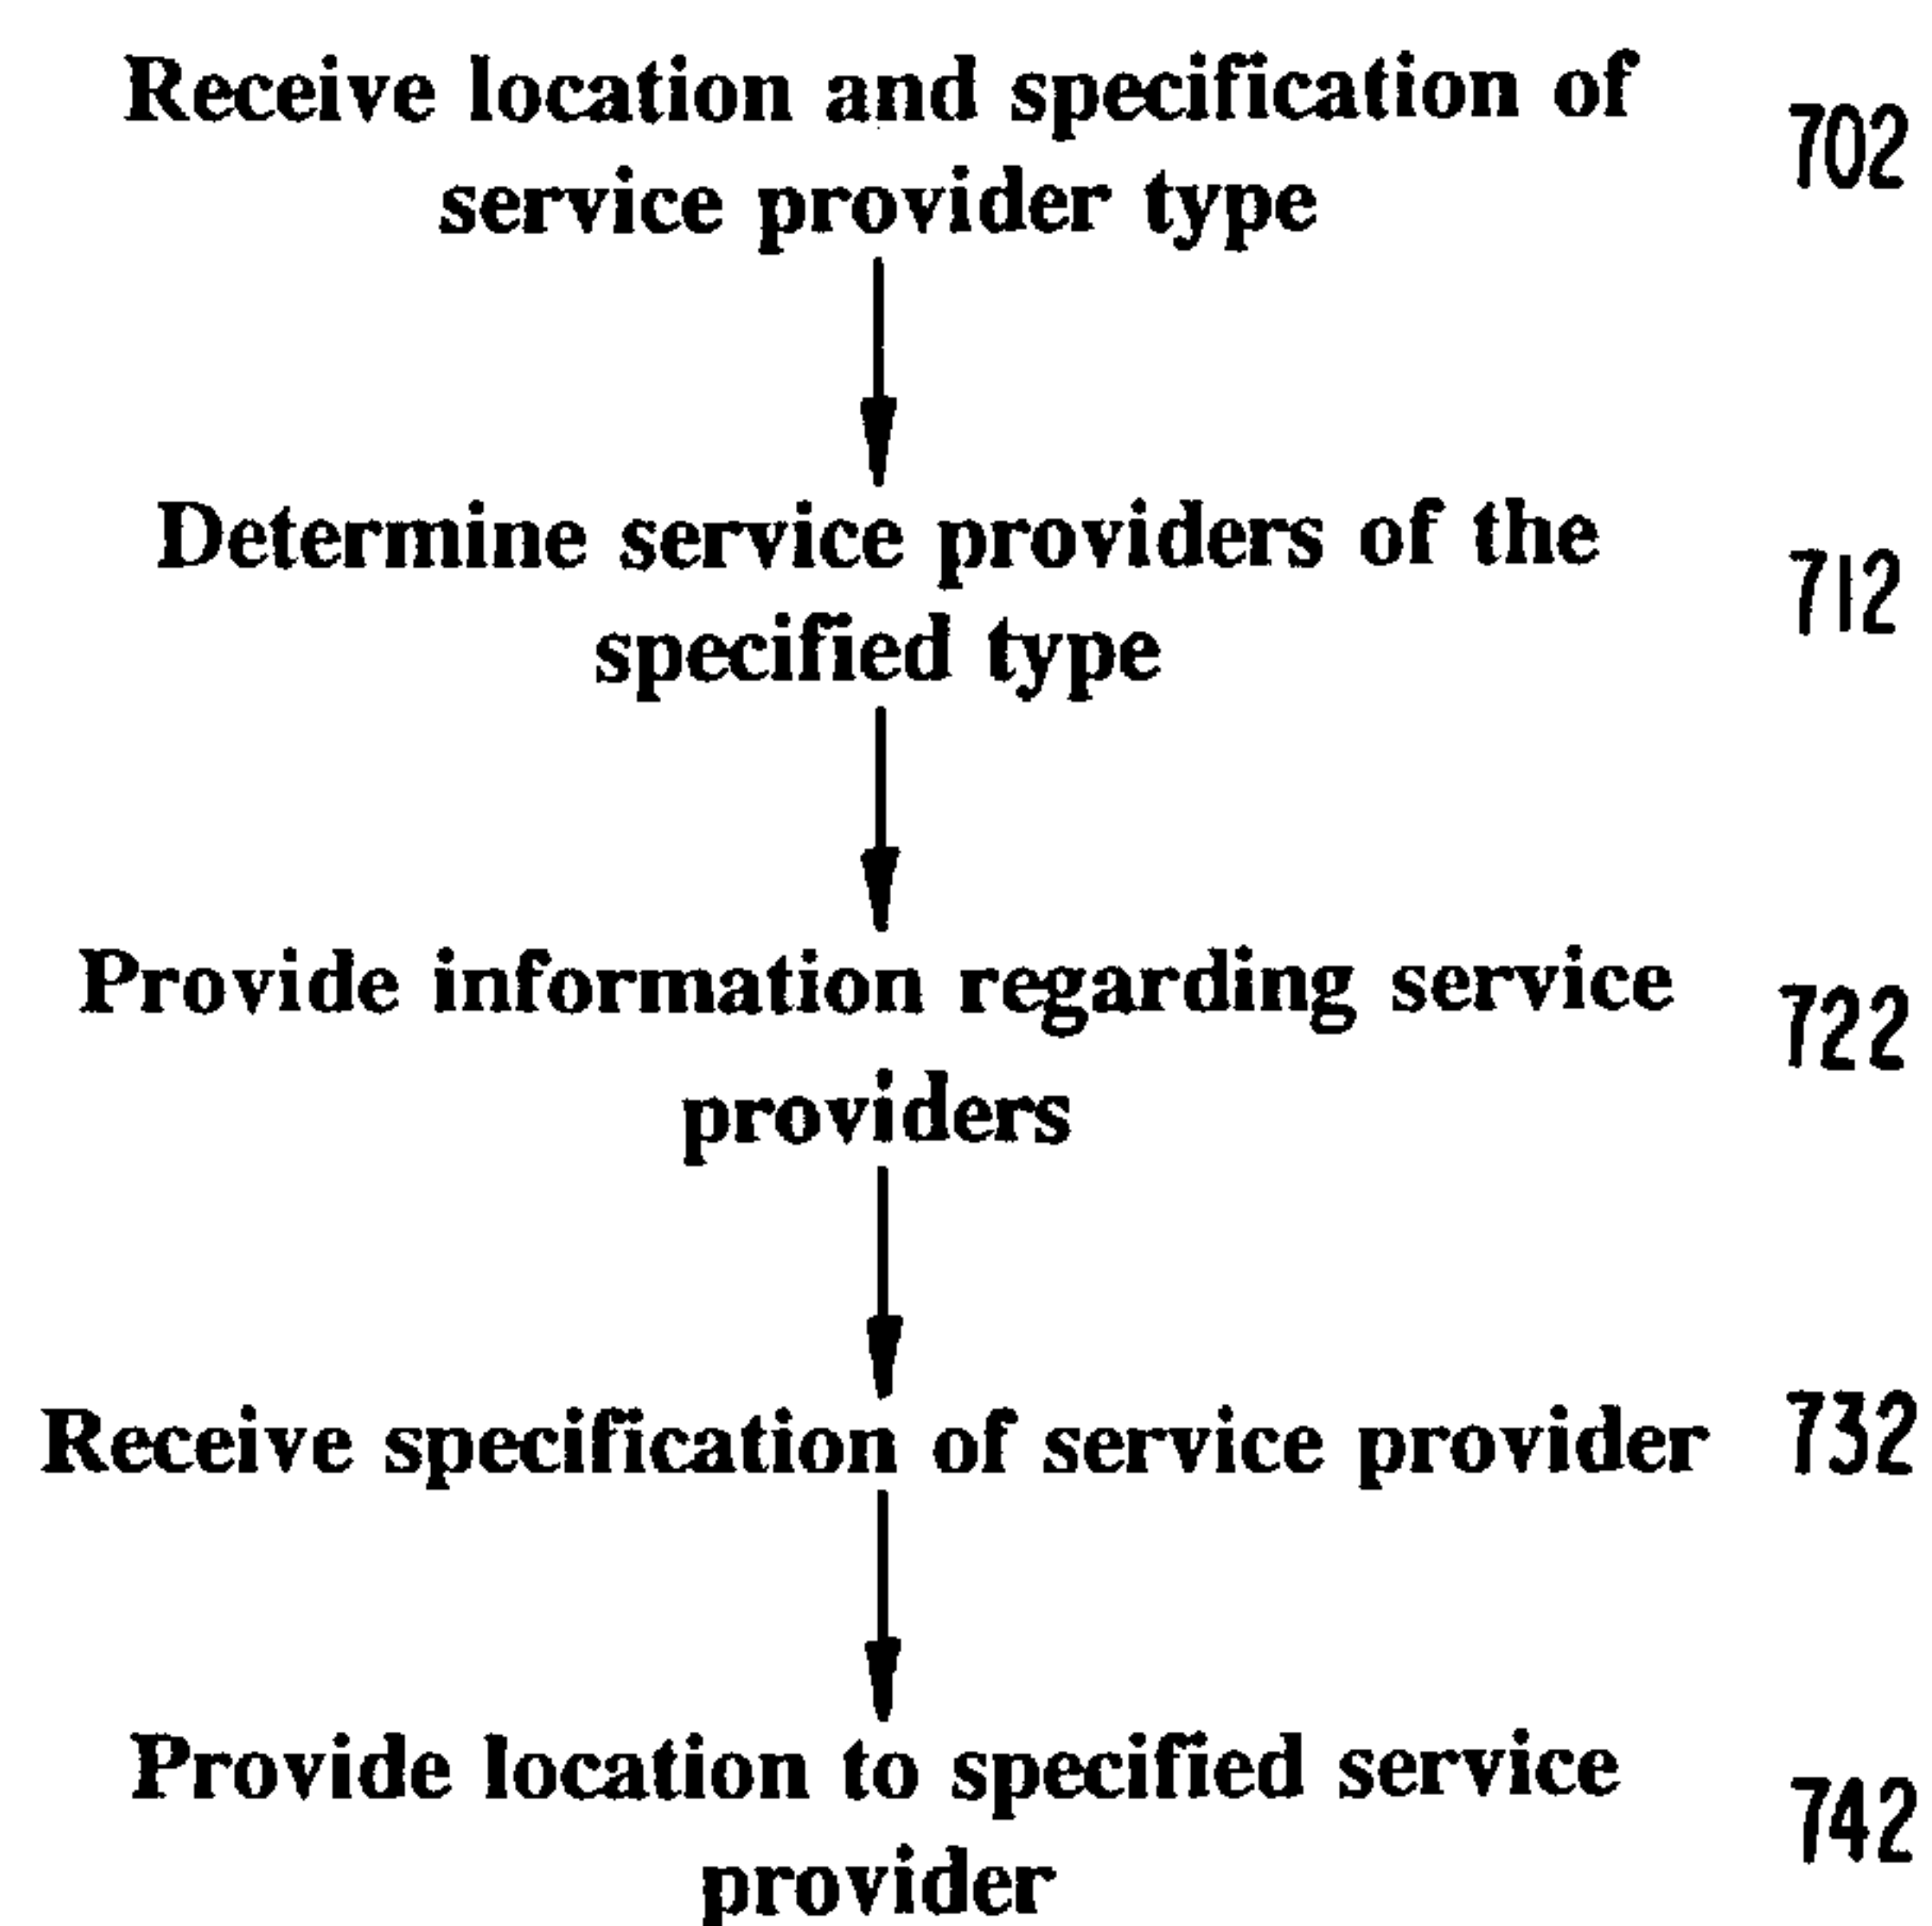 Receive location and specification of
service provider type
702
Determine service providers of the
specified type
712
Provide information regarding service
providers
722
Receive specification of service provider
732
Provide location to specified service
provider
742